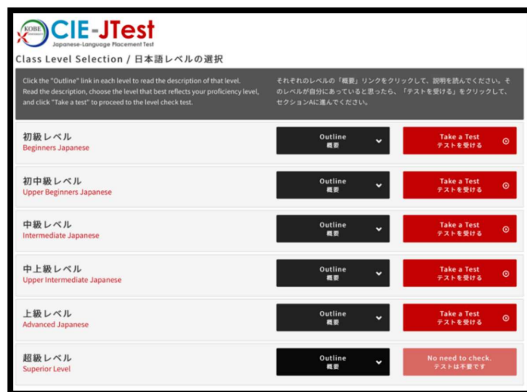 KOBE CIE-JTest
Japanese-Language Placement Test
Class Level Selection / 日本語レベルの選択
Click the "Outline" link in each level to read the description of that level.
Read the description, choose the level that best reflects your proficiency level,
and click "Take a test" to proceed to the level check test.
それぞれのレベルの「概要」リンクをクリックして、説明を読んでください。そ
のレベルが自分にあっていると思ったら、「テストを受ける」をクリックして、
セクションAに進んでください。
初級レベル
Beginners Japanese
Outline
概要
Take a Test
テストを受ける
初中級レベル
Upper Beginners Japanese
Outline
概要
Take a Test
テストを受ける
中級レベル
Intermediate Japanese
Outline
概要
Take a Test
テストを受ける
中上級レベル
Upper Intermediate Japanese
Outline
概要
Take a Test
テストを受ける
上級レベル
Advanced Japanese
Outline
概要
Take a Test
テストを受ける
超級レベル
Superior Level
Outline
概要
No need to check.
テストは不要です